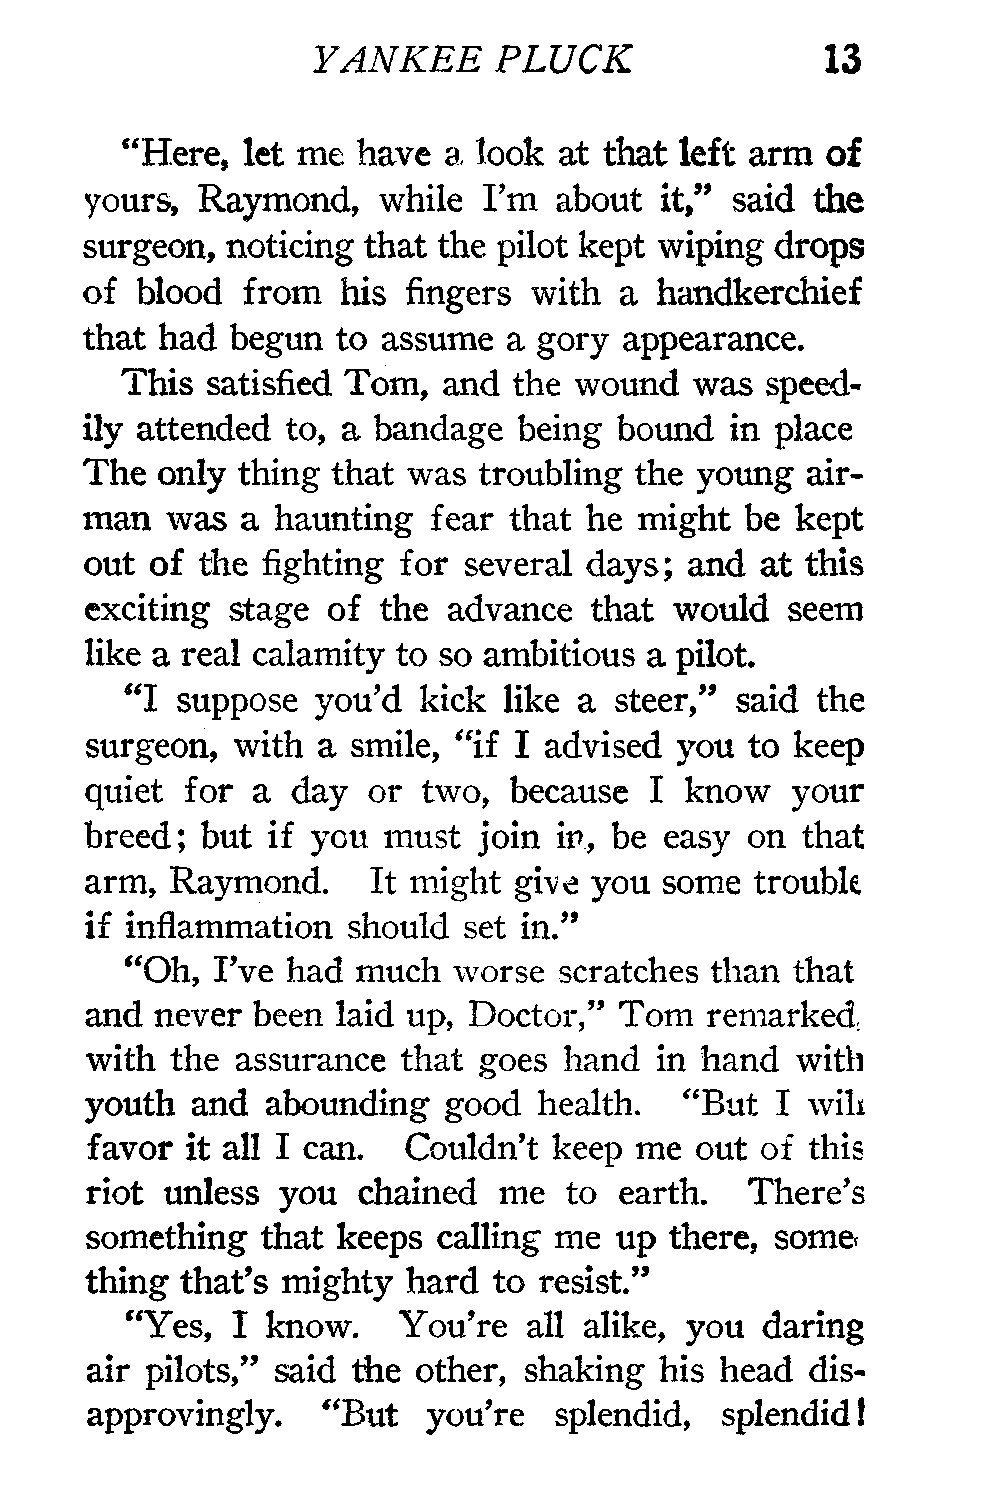 YANKEE PLUCK 13
“Here, let me have a look at that left arm of
yours, Raymond, while I’m about it,” said the
surgeon, noticing that the pilot kept wiping drops
of blood from his fingers with a handkerchief
that had begun to assume a gory appearance.
This satisfied Tom, and the wound was speed-
ily attended to, a bandage being bound in place
The only thing that was troubling the young air-
man was a haunting fear that he might be kept
out of the fighting for several days; and at this
exciting stage of the advance that would seem
like a real calamity to so ambitious a pilot.
“I suppose you’d kick like a steer,” said the
surgeon, with a smile, “if I advised you to keep
quiet for a day or two, because I know your
breed; but if you must join in, be easy on that
arm, Raymond. It might give you some trouble
if inflammation should set in.”
“Oh, I’ve had much worse scratches than that
and never been laid up, Doctor,” Tom remarked,
with the assurance that goes hand in hand with
youth and abounding good health. “But I will
favor it all I can. Couldn’t keep me out of this
riot unless you chained me to earth. There’s
something that keeps calling me up there, some-
thing that’s mighty hard to resist.”
“Yes, I know. You’re all alike, you daring
air pilots,” said the other, shaking his head dis-
approvingly. “But you’re splendid, splendid!